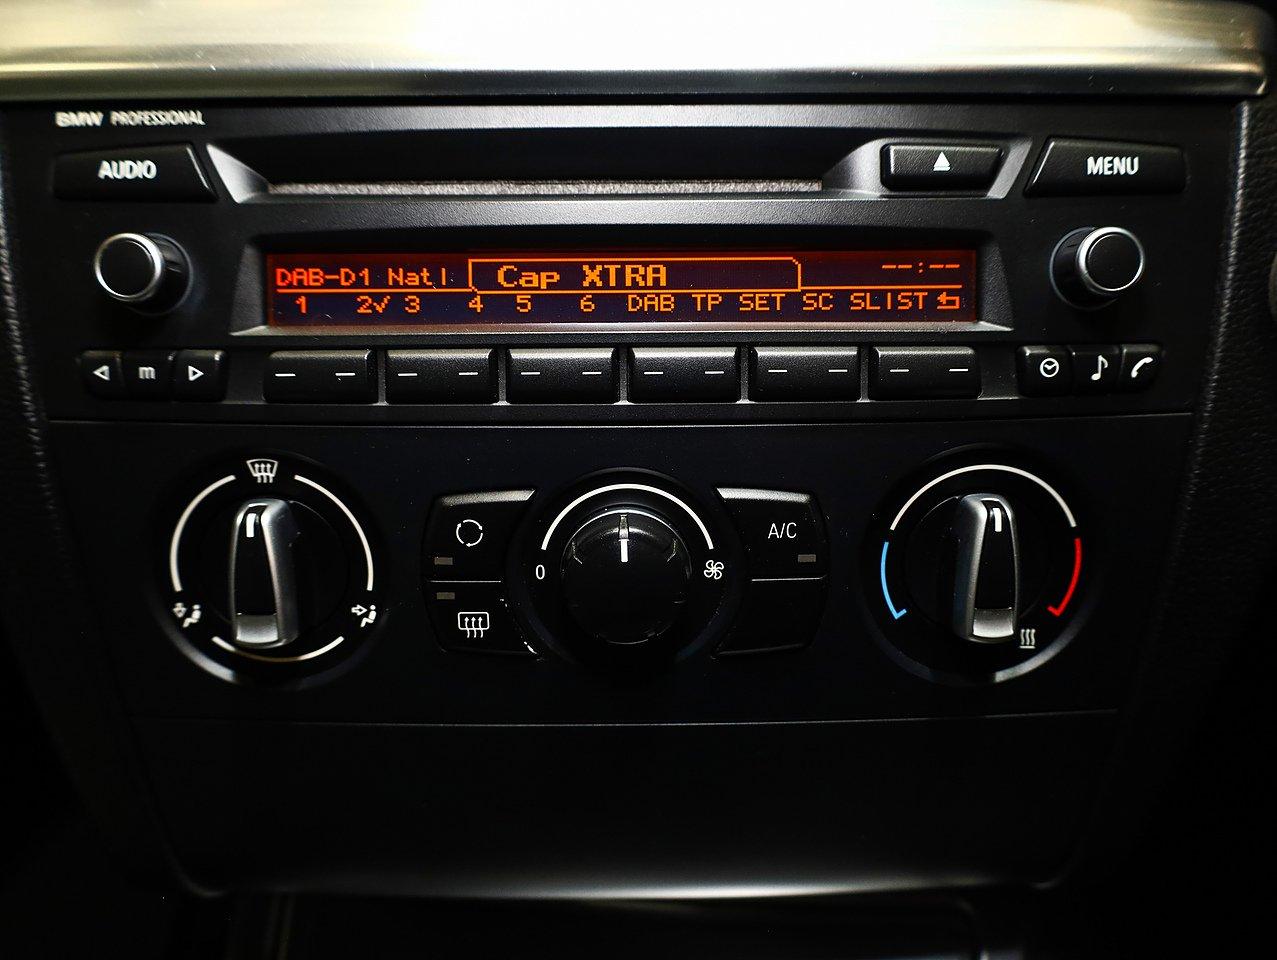 BMW PROFESSIONAL
AUDIO
MENU
DAB-D1 Natl Cap XTRA --:--
1 2√ 3 4 5 6 DAB TP SET SC SLIST
m
A/C
0